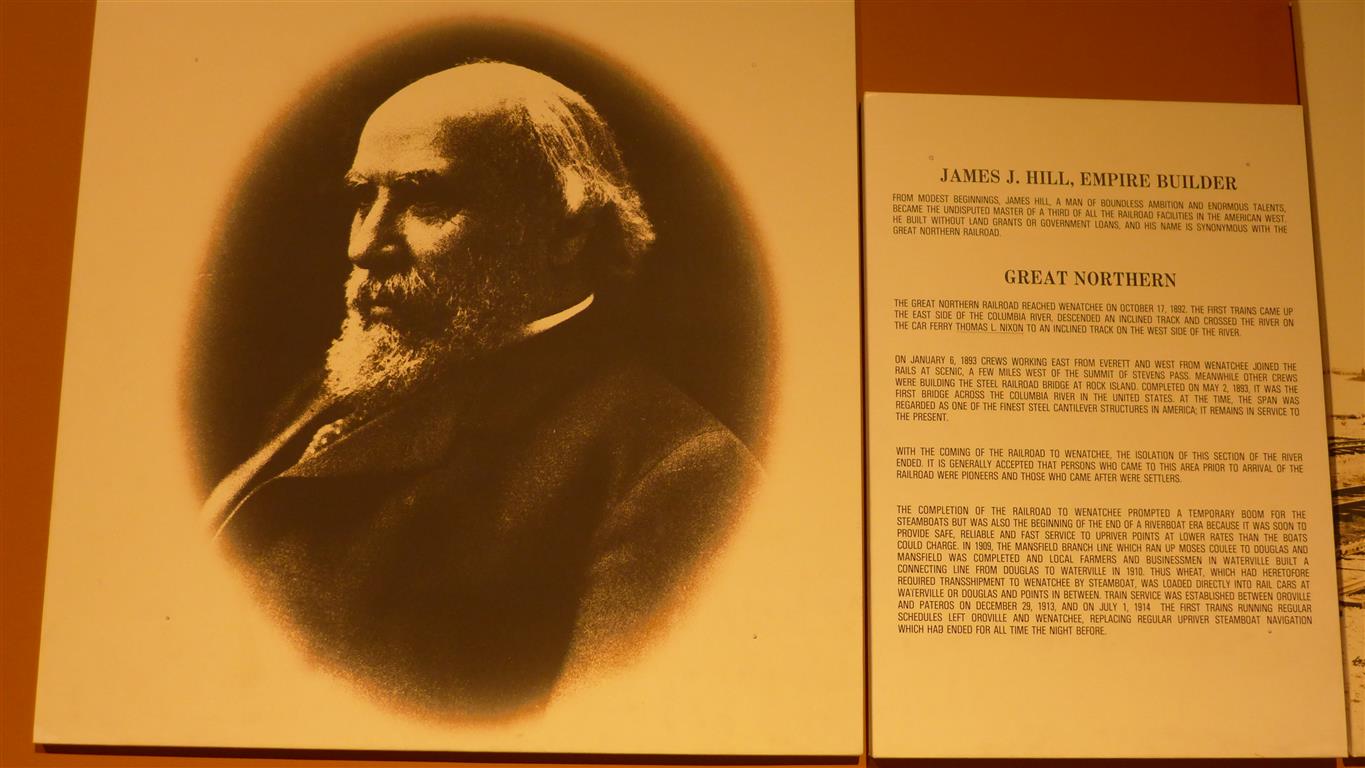 JAMES J. HILL, EMPIRE BUILDER
FROM MODEST BEGINNINGS, JAMES HILL, A MAN OF BOUNDLESS AMBITION AND ENORMOUS TALENTS,
BECAME THE UNDISPUTED MASTER OF A THIRD OF ALL THE RAILROAD FACILITIES IN THE AMERICAN WEST.
HE BUILT WITHOUT LAND GRANTS OR GOVERNMENT LOANS, AND HIS NAME IS SYNONYMOUS WITH THE
GREAT NORTHERN RAILROAD.
GREAT NORTHERN
THE GREAT NORTHERN RAILROAD REACHED WENATCHEE ON OCTOBER 17, 1892. THE FIRST TRAINS CAME UP
THE EAST SIDE OF THE COLUMBIA RIVER, DESCENDED AN INCLINED TRACK AND CROSSED THE RIVER ON
THE CAR FERRY THOMAS L. NIXON TO AN INCLINED TRACK ON THE WEST SIDE OF THE RIVER.
ON JANUARY 6, 1893 CREWS WORKING EAST FROM EVERETT AND WEST FROM WENATCHEE JOINED THE
RAILS AT SCENIC, A FEW MILES WEST OF THE SUMMIT OF STEVENS PASS. MEANWHILE OTHER CREWS
WERE BUILDING THE STEEL RAILROAD BRIDGE AT ROCK ISLAND. COMPLETED ON MAY 2, 1893, IT WAS THE
FIRST BRIDGE ACROSS THE COLUMBIA RIVER IN THE UNITED STATES. AT THE TIME, THE SPAN WAS
REGARDED AS ONE OF THE FINEST STEEL CANTILEVER STRUCTURES IN AMERICA; IT REMAINS IN SERVICE TO
THE PRESENT.
WITH THE COMING OF THE RAILROAD TO WENATCHEE, THE ISOLATION OF THIS SECTION OF THE RIVER
ENDED. IT IS GENERALLY ACCEPTED THAT PERSONS WHO CAME TO THIS AREA PRIOR TO ARRIVAL OF THE
RAILROAD WERE PIONEERS AND THOSE WHO CAME AFTER WERE SETTLERS.
THE COMPLETION OF THE RAILROAD TO WENATCHEE PROMPTED A TEMPORARY BOOM FOR THE
STEAMBOATS BUT WAS ALSO THE BEGINNING OF THE END OF A RIVERBOAT ERA BECAUSE IT WAS SOON TO
PROVIDE SAFE, RELIABLE AND FAST SERVICE TO UPRIVER POINTS AT LOWER RATES THAN THE BOATS
COULD CHARGE. IN 1909, THE MANSFIELD BRANCH LINE WHICH RAN UP MOSES COULEE TO DOUGLAS AND
MANSFIELD WAS COMPLETED AND LOCAL FARMERS AND BUSINESSMEN IN WATERVILLE BUILT A
CONNECTING LINE FROM DOUGLAS TO WATERVILLE IN 1910. THUS WHEAT, WHICH HAD HERETOFORE
REQUIRED TRANSSHIPMENT TO WENATCHEE BY STEAMBOAT, WAS LOADED DIRECTLY INTO RAIL CARS AT
WATERVILLE OR DOUGLAS AND POINTS IN BETWEEN. TRAIN SERVICE WAS ESTABLISHED BETWEEN OROVILLE
AND PATEROS ON DECEMBER 29, 1913, AND ON JULY 1, 1914 THE FIRST TRAINS RUNNING REGULAR
SCHEDULES LEFT OROVILLE AND WENATCHEE, REPLACING REGULAR UPRIVER STEAMBOAT NAVIGATION
WHICH HAD ENDED FOR ALL TIME THE NIGHT BEFORE.